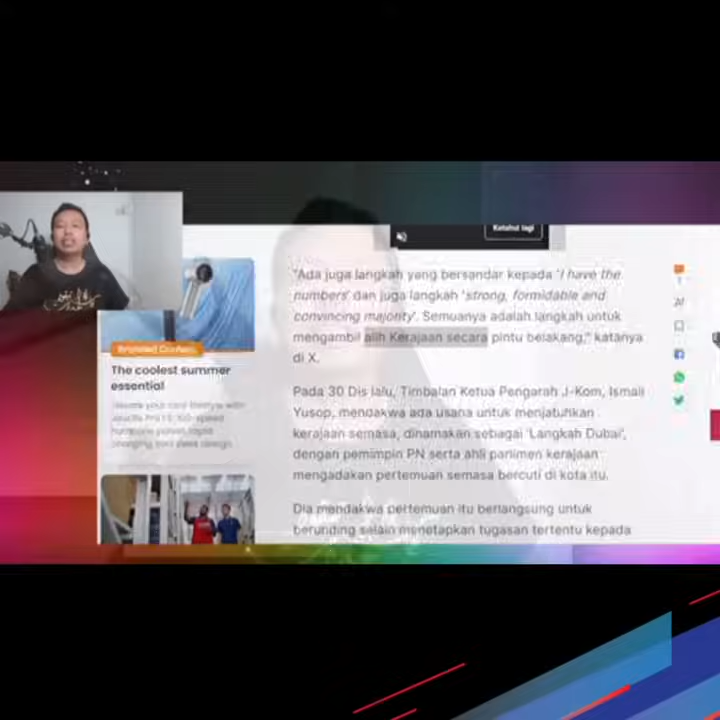 Ketahui lagi
"Ada juga langkah yang bersandar kepada 'I have the
numbers' dan juga langkah 'strong, formidable and
convincing majority'. Semuanya adalah langkah untuk
mengambil alih Kerajaan secara pintu belakang," katanya
di X.
Pada 30 Dis lalu, Timbalan Ketua Pengarah J-Kom, Ismail
Yusop, mendakwa ada usaha untuk menjatuhkan
kerajaan semasa, dinamakan sebagai 'Langkah Dubai',
dengan pemimpin PN serta ahli parlimen kerajaan
mengadakan pertemuan semasa bercuti di kota itu.
Dia mendakwa pertemuan itu berlangsung untuk
berunding selain menetapkan tugasan tertentu kepada
Branded Content
The coolest summer
essential